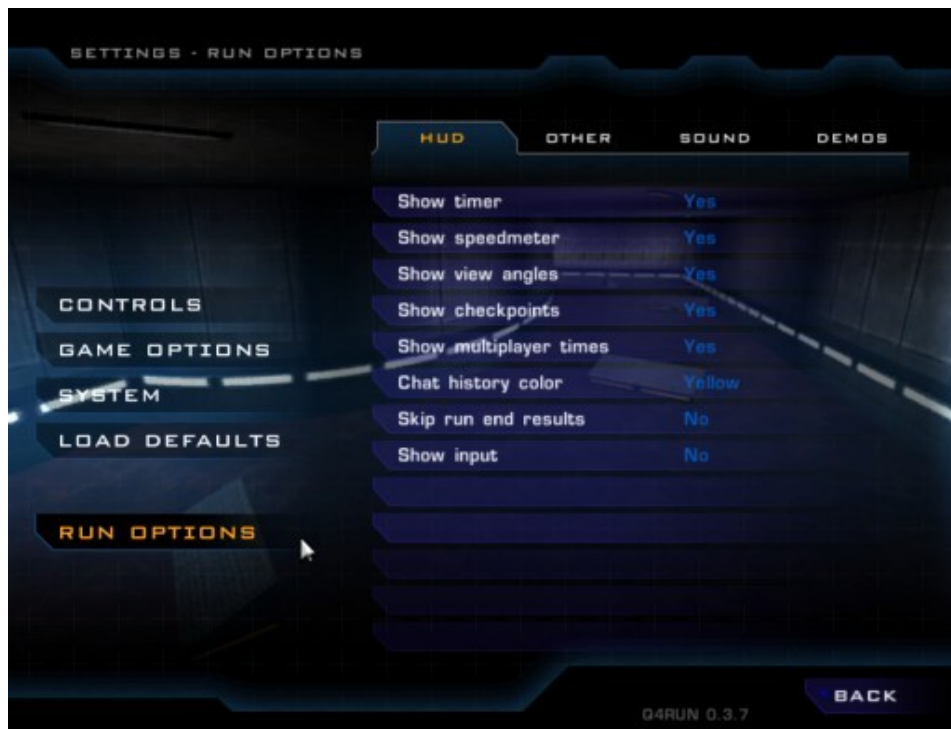 SETTINGS - RUN OPTIONS
HUD OTHER SOUND DEMOS
Show timer Yes
Show speedmeter Yes
Show view angles Yes
Show checkpoints Yes
Show multiplayer times Yes
Chat history color Yellow
Skip run end results No
Show input No
CONTROLS
GAME OPTIONS
SYSTEM
LOAD DEFAULTS
RUN OPTIONS
BACK
Q4RUN 0.3.7